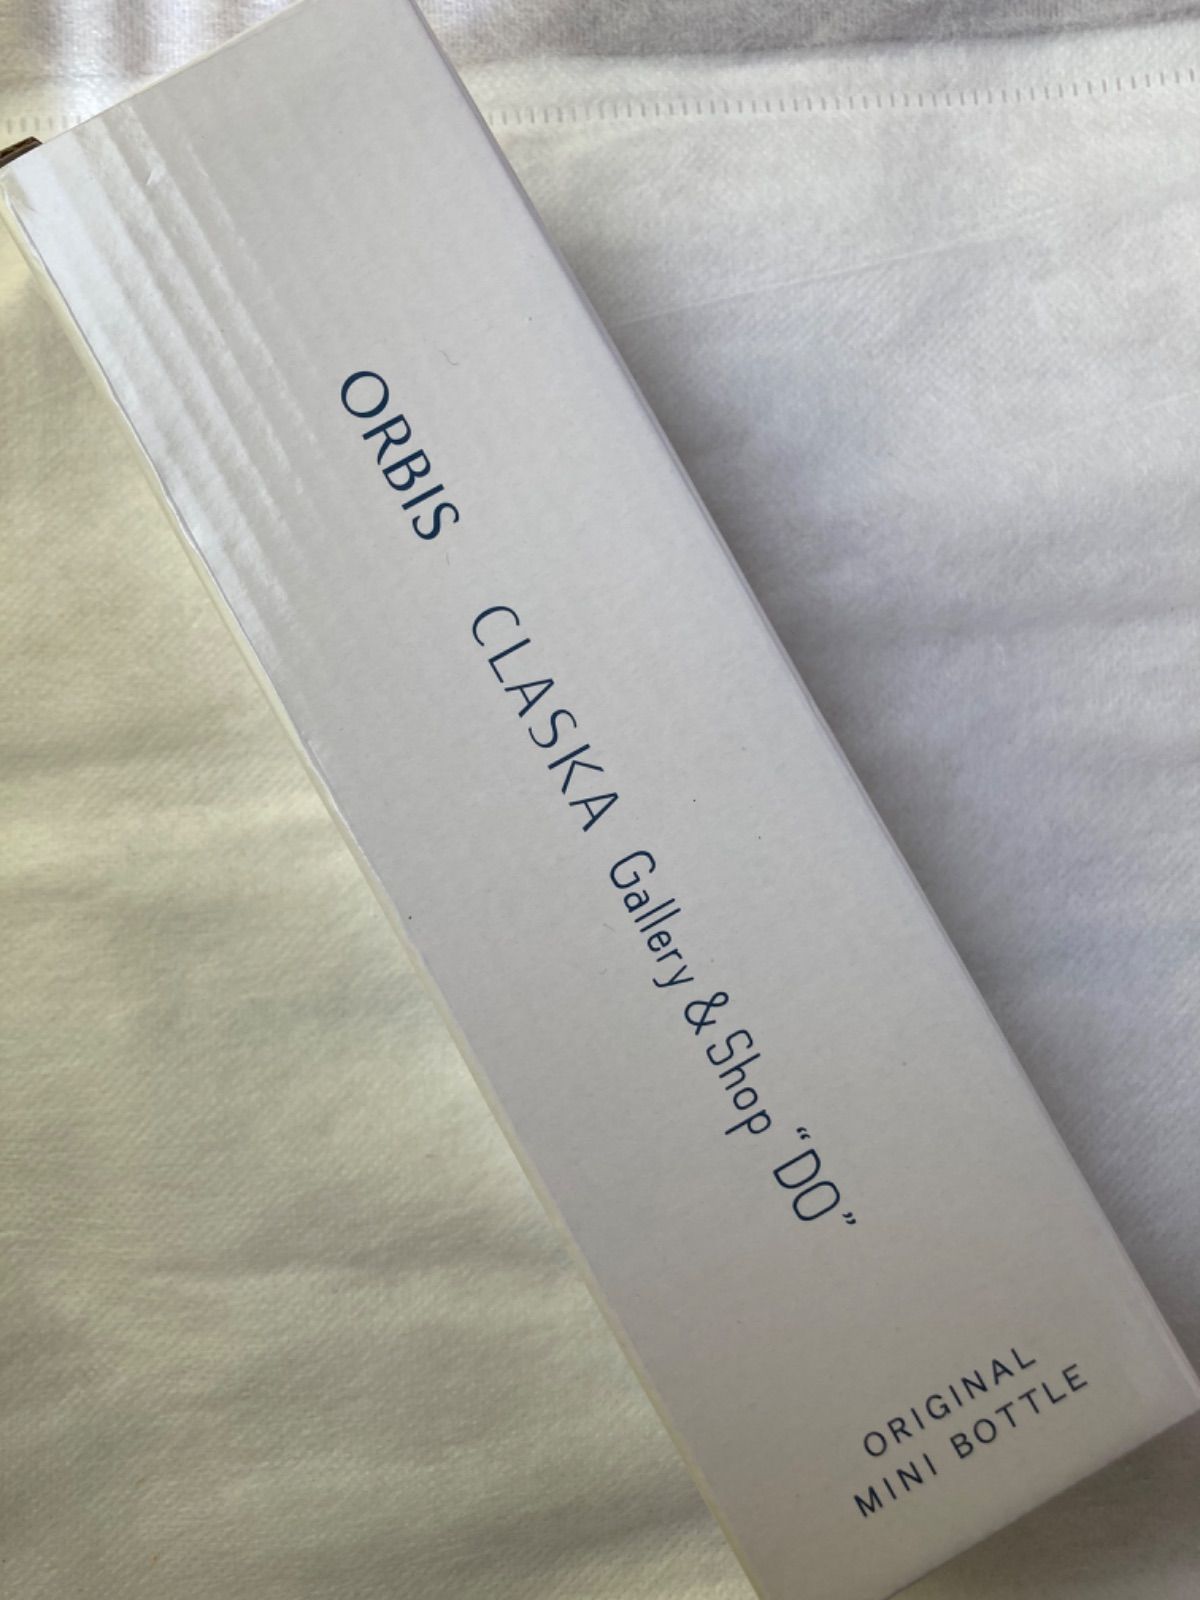 ORBIS CLASKA Gallery & Shop “DO”
ORIGINAL
MINI BOTTLE